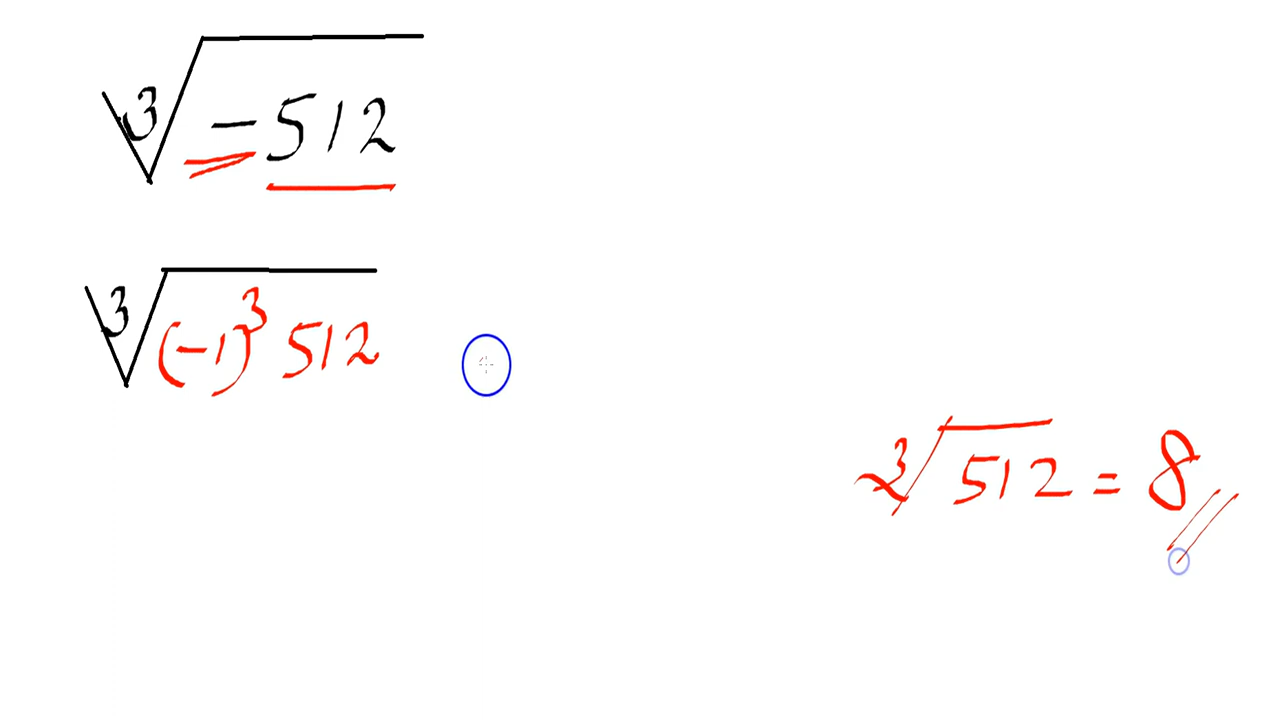 ∛-512
∛(-1)³ 512
∛512 = 8